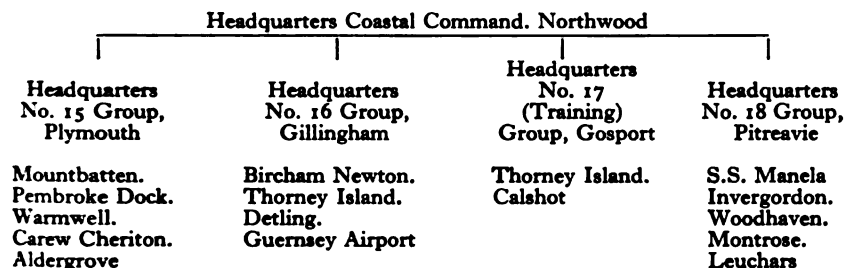 Headquarters Coastal Command. Northwood
Headquarters
No. 15 Group,
Plymouth
Mountbatten.
Pembroke Dock.
Warmwell.
Carew Cheriton.
Aldergrove
Headquarters
No. 16 Group,
Gillingham
Bircham Newton.
Thorney Island.
Detling.
Guernsey Airport
Headquarters
No. 17
(Training)
Group, Gosport
Thorney Island.
Calshot
Headquarters
No. 18 Group,
Pitreavie
S.S. Manela
Invergordon.
Woodhaven.
Montrose.
Leuchars